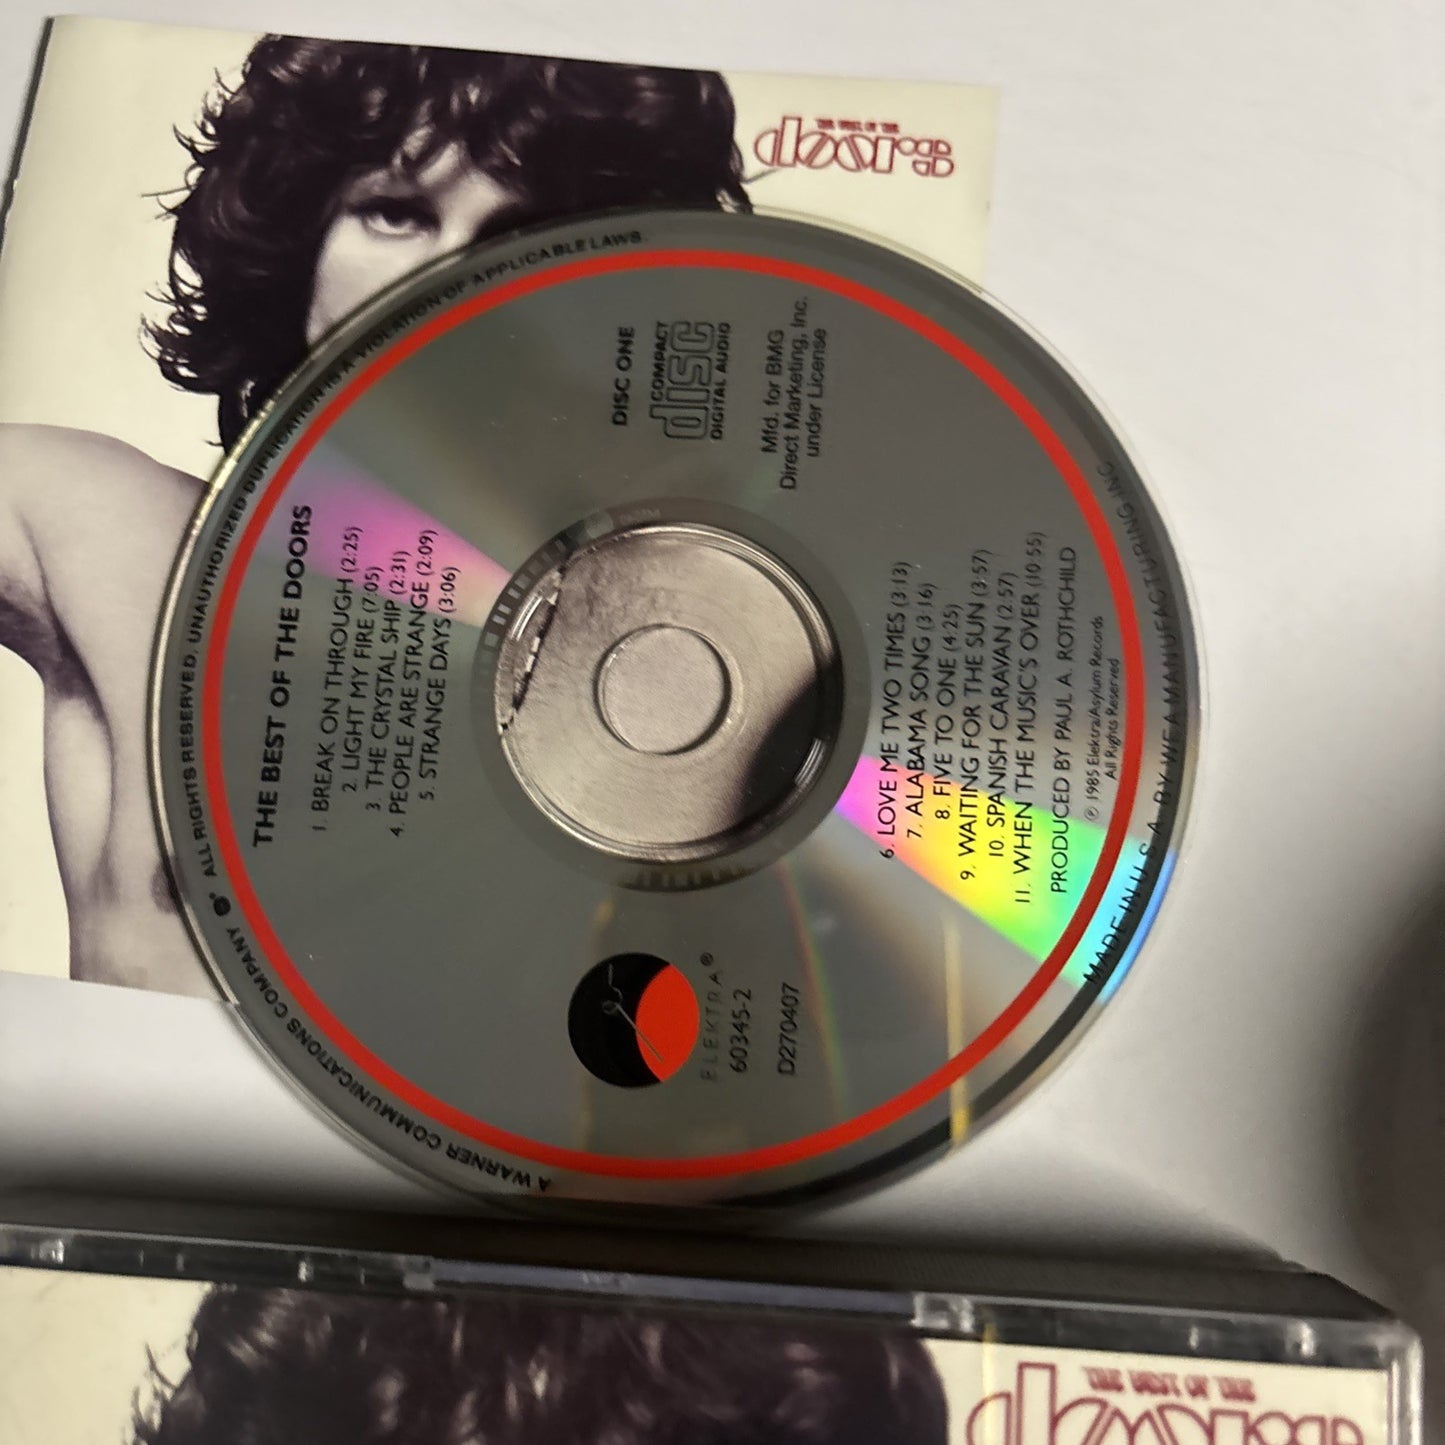 THE BEST OF THE
doors
THE BEST OF THE DOORS
1. BREAK ON THROUGH (2:25)
2. LIGHT MY FIRE (7:05)
3. THE CRYSTAL SHIP (2:31)
4. PEOPLE ARE STRANGE (2:09)
5. STRANGE DAYS (3:06)
DISC ONE
COMPACT
disc
DIGITAL AUDIO
Mfd. for BMG
Direct Marketing, Inc.
under License
ELEKTRA®
60345-2
D270407
6. LOVE ME TWO TIMES (3:13)
7. ALABAMA SONG (3:16)
8. FIVE TO ONE (4:25)
9. WAITING FOR THE SUN (3:57)
10. SPANISH CARAVAN (2:57)
11. WHEN THE MUSIC'S OVER (10:55)
PRODUCED BY PAUL A. ROTHCHILD
℗ 1985 Elektra/Asylum Records
All Rights Reserved
A WARNER COMMUNICATIONS COMPANY ALL RIGHTS RESERVED. UNAUTHORIZED DUPLICATION IS A VIOLATION OF APPLICABLE LAWS.
MADE IN U.S.A. BY WEA MANUFACTURING INC.
THE BEST OF THE
doors